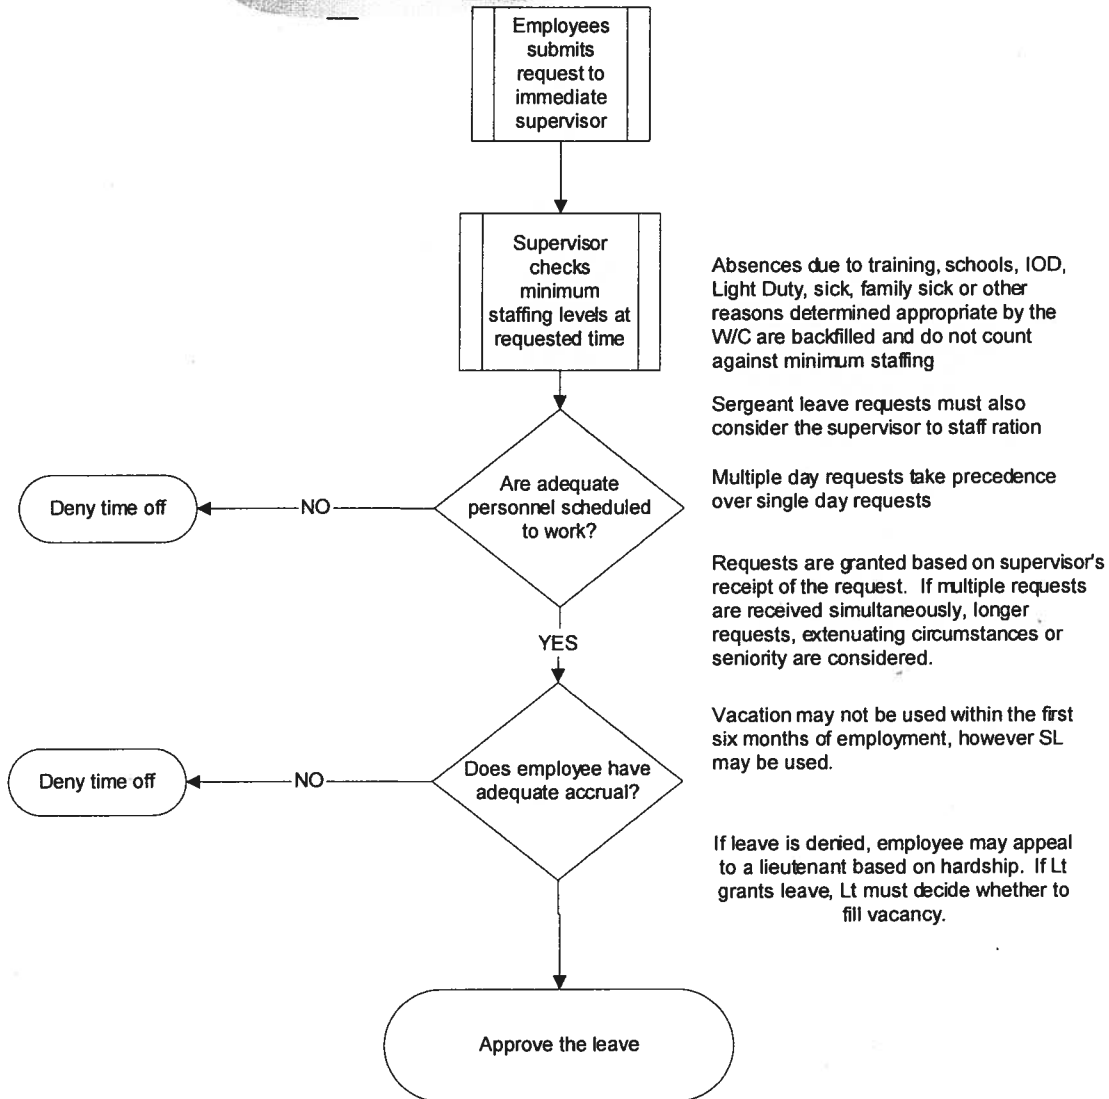 Employees
submits
request to
immediate
supervisor
Supervisor
checks
minimum
staffing levels at
requested time
Absences due to training, schools, IOD,
Light Duty, sick, family sick or other
reasons determined appropriate by the
W/C are backfilled and do not count
against minimum staffing
Sergeant leave requests must also
consider the supervisor to staff ration
Are adequate
personnel scheduled
to work?
NO
Deny time off
Multiple day requests take precedence
over single day requests
Requests are granted based on supervisor's
receipt of the request. If multiple requests
are received simultaneously, longer
requests, extenuating circumstances or
seniority are considered.
YES
Vacation may not be used within the first
six months of employment, however SL
may be used.
Does employee have
adequate accrual?
NO
Deny time off
If leave is denied, employee may appeal
to a lieutenant based on hardship. If Lt
grants leave, Lt must decide whether to
fill vacancy.
Approve the leave